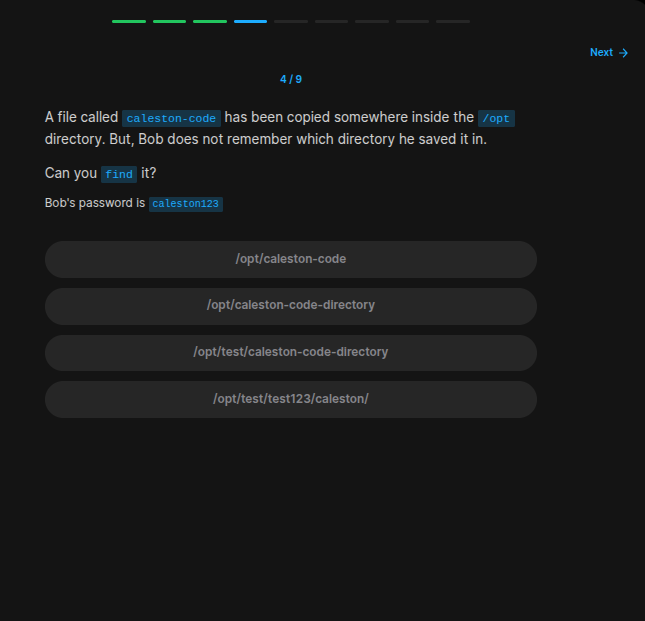 Next →
4 / 9
A file called caleston-code has been copied somewhere inside the /opt
directory. But, Bob does not remember which directory he saved it in.
Can you find it?
Bob's password is caleston123
/opt/caleston-code
/opt/caleston-code-directory
/opt/test/caleston-code-directory
/opt/test/test123/caleston/